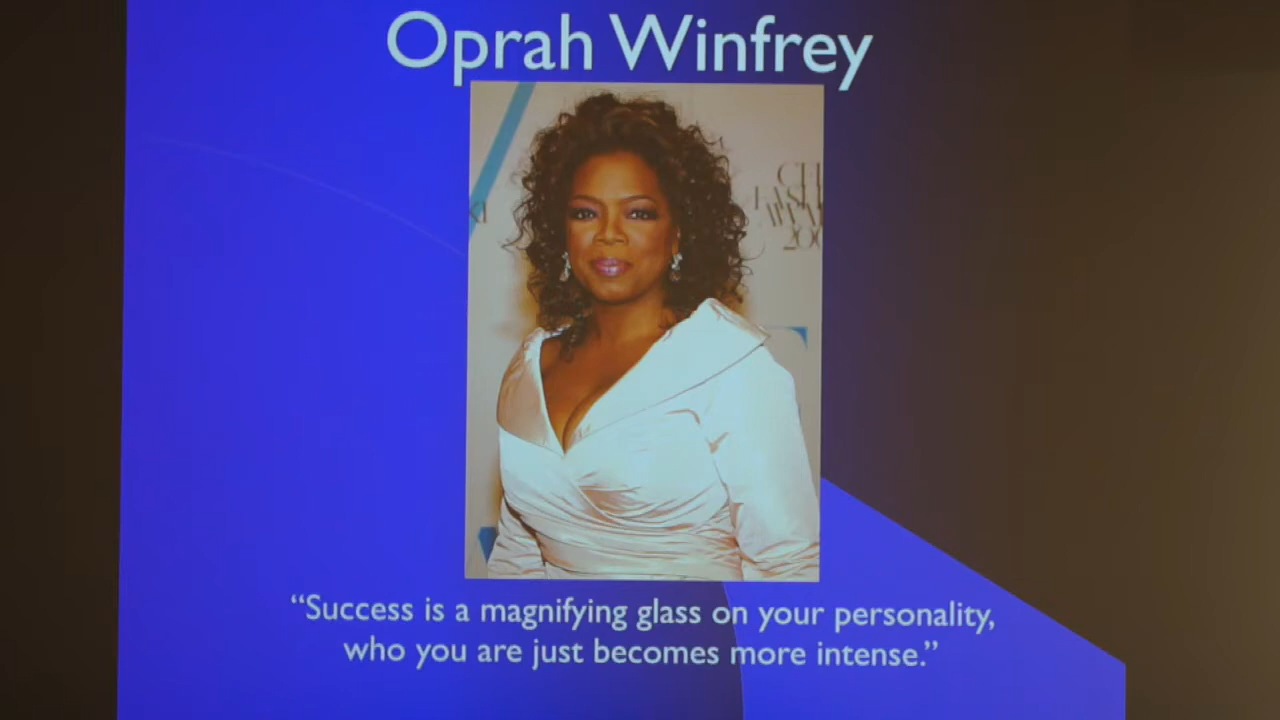 Oprah Winfrey
“Success is a magnifying glass on your personality,
who you are just becomes more intense.”